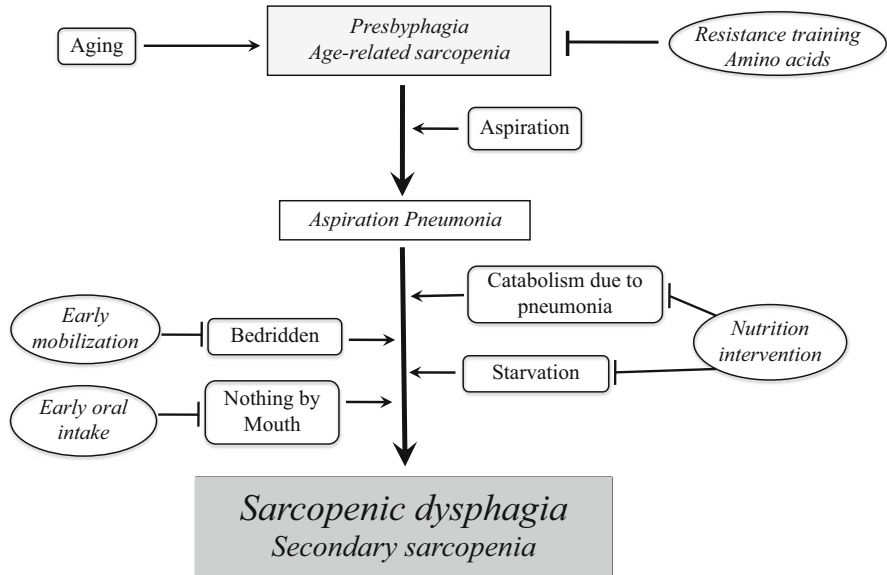 Presbyphagia
Age-related sarcopenia
Aging
Resistance training
Amino acids
Aspiration
Aspiration Pneumonia
Catabolism due to
pneumonia
Early
mobilization
Bedridden
Nutrition
intervention
Starvation
Early oral
intake
Nothing by
Mouth
Sarcopenic dysphagia
Secondary sarcopenia